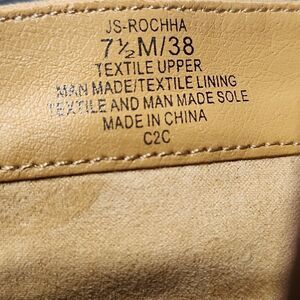 JS-ROCHHA
7½M/38
TEXTILE UPPER
MAN MADE/TEXTILE LINING
TEXTILE AND MAN MADE SOLE
MADE IN CHINA
C2C